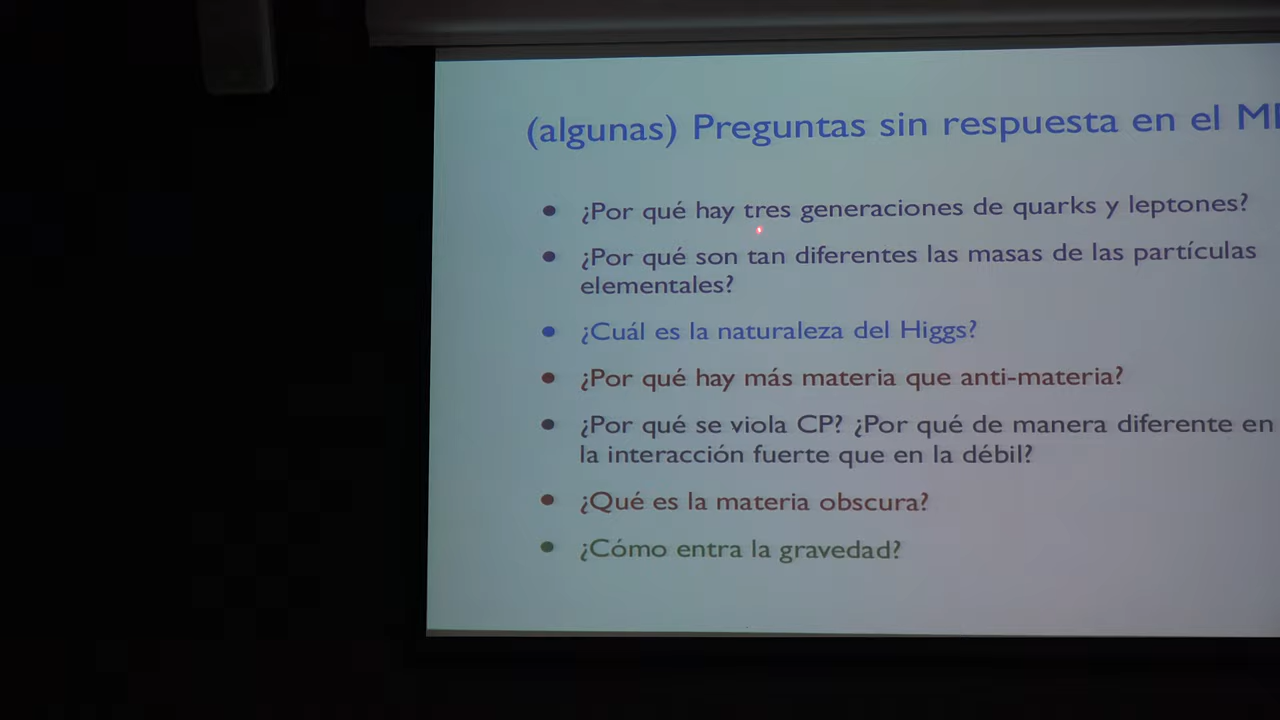 (algunas) Preguntas sin respuesta en el
• ¿Por qué hay tres generaciones de quarks y leptones?
• ¿Por qué son tan diferentes las masas de las partículas
elementales?
• ¿Cuál es la naturaleza del Higgs?
• ¿Por qué hay más materia que anti-materia?
• ¿Por qué se viola CP? ¿Por qué de manera diferente en
la interacción fuerte que en la débil?
• ¿Qué es la materia obscura?
• ¿Cómo entra la gravedad?